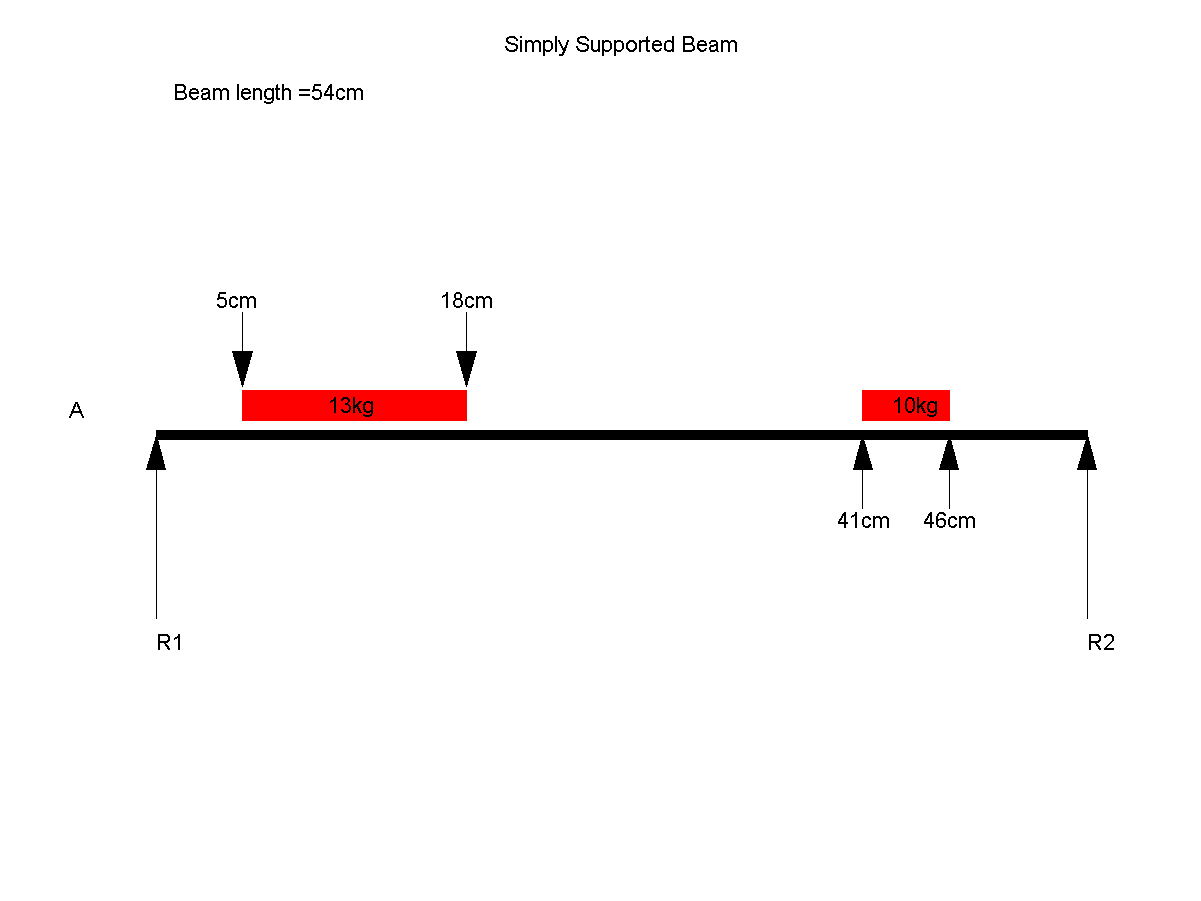 Simply Supported Beam
Beam length =54cm
5cm
18cm
A
13kg
10kg
41cm
46cm
R1
R2